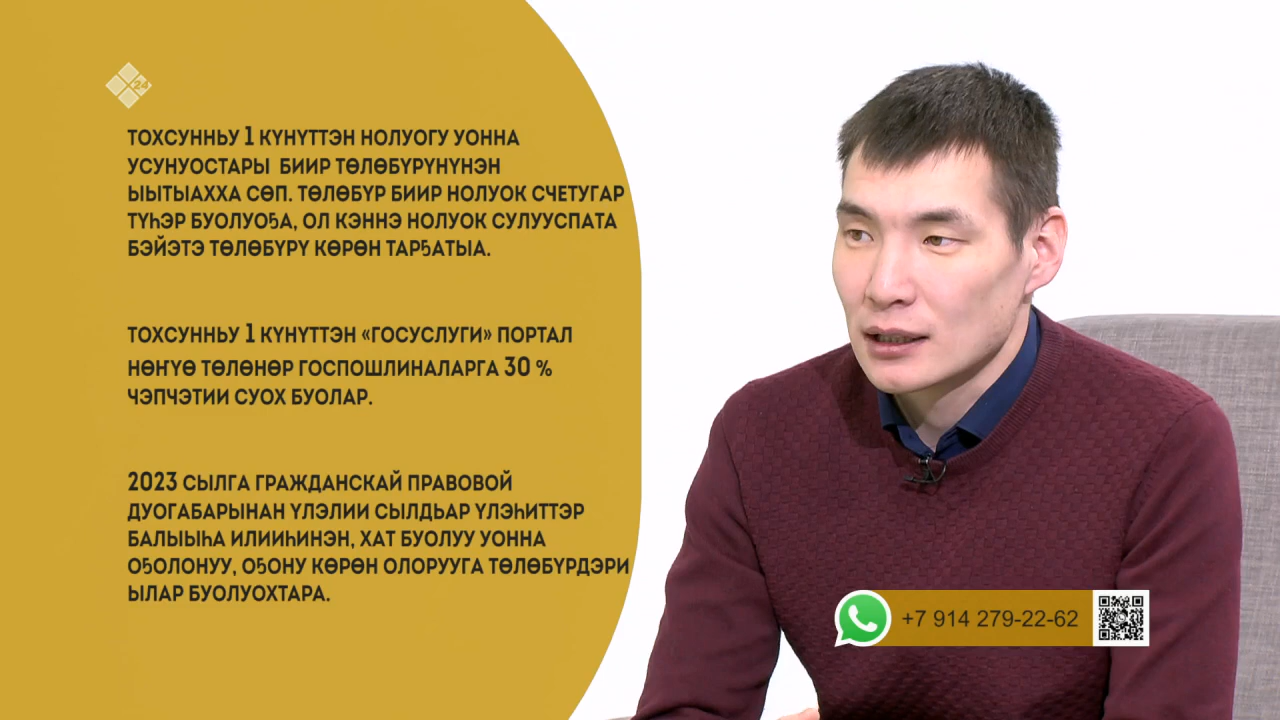 24
ТОХСУННЬУ 1 КҮНҮТТЭН НОЛУОГУ УОННА
УСУНУОСТАРЫ БИИР ТӨЛӨБҮРҮНҮНЭН
ЫЫТЫАХХА СӨП. ТӨЛӨБҮР БИИР НОЛУОК СЧЕТУГАР
ТҮҺЭР БУОЛУОҔА, ОЛ КЭННЭ НОЛУОК СУЛУУСПАТА
БЭЙЭТЭ ТӨЛӨБҮРҮ КӨРӨН ТАРҔАТЫА.
ТОХСУННЬУ 1 КҮНҮТТЭН «ГОСУСЛУГИ» ПОРТАЛ
НӨҤҮӨ ТӨЛӨНӨР ГОСПОШЛИНАЛАРГА 30 %
ЧЭПЧЭТИИ СУОХ БУОЛАР.
2023 СЫЛГА ГРАЖДАНСКАЙ ПРАВОВОЙ
ДУОГАБАРЫНАН ҮЛЭЛИИ СЫЛДЬАР ҮЛЭҺИТТЭР
БАЛЫЫҺА ИЛИИҺИНЭН, ХАТ БУОЛУУ УОННА
ОҔОЛОНУУ, ОҔОНУ КӨРӨН ОЛОРУУГА ТӨЛӨБҮРДЭРИ
ЫЛАР БУОЛУОХТАРА.
+7 914 279-22-62